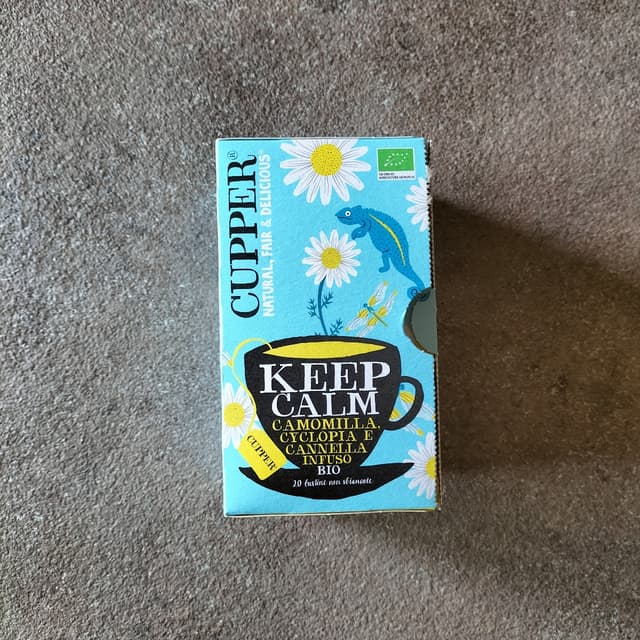 CUPPER®
NATURAL, FAIR & DELICIOUS®
KEEP
CALM
CAMOMILLA,
CYCLOPIA E
CANNELLA
INFUSO
BIO
20 bustine non sbiancate
CUPPER